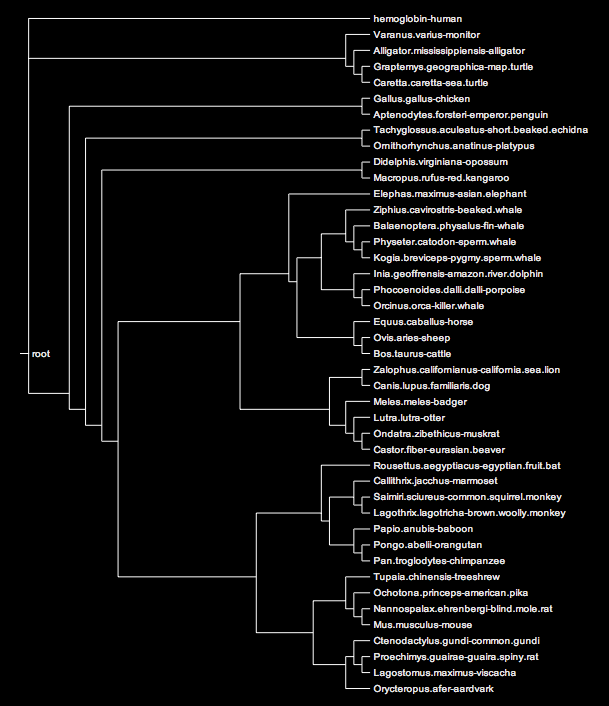 hemoglobin-human
Varanus.varius-monitor
Alligator.mississippiensis-alligator
Graptemys.geographica-map.turtle
Caretta.caretta-sea.turtle
Gallus.gallus-chicken
Aptenodytes.forsteri-emperor.penguin
Tachyglossus.aculeatus-short.beaked.echidna
Ornithorhynchus.anatinus-platypus
Didelphis.virginiana-opossum
Macropus.rufus-red.kangaroo
Elephas.maximus-asian.elephant
Ziphius.cavirostris-beaked.whale
Balaenoptera.physalus-fin-whale
Physeter.catodon-sperm.whale
Kogia.breviceps-pygmy.sperm.whale
Inia.geoffrensis-amazon.river.dolphin
Phocoenoides.dalli.dalli-porpoise
Orcinus.orca-killer.whale
Equus.caballus-horse
Ovis.aries-sheep
root
Bos.taurus-cattle
Zalophus.californianus-california.sea.lion
Canis.lupus.familiaris.dog
Meles.meles-badger
Lutra.lutra-otter
Ondatra.zibethicus-muskrat
Castor.fiber-eurasian.beaver
Rousettus.aegyptiacus-egyptian.fruit.bat
Callithrix.jacchus-marmoset
Saimiri.sciureus-common.squirrel.monkey
Lagothrix.lagotricha-brown.woolly.monkey
Papio.anubis-baboon
Pongo.abelii-orangutan
Pan.troglodytes-chimpanzee
Tupaia.chinensis-treeshrew
Ochotona.princeps-american.pika
Nannospalax.ehrenbergi-blind.mole.rat
Mus.musculus-mouse
Ctenodactylus.gundi-common.gundi
Proechimys.guairae-guaira.spiny.rat
Lagostomus.maximus-viscacha
Orycteropus.afer-aardvark